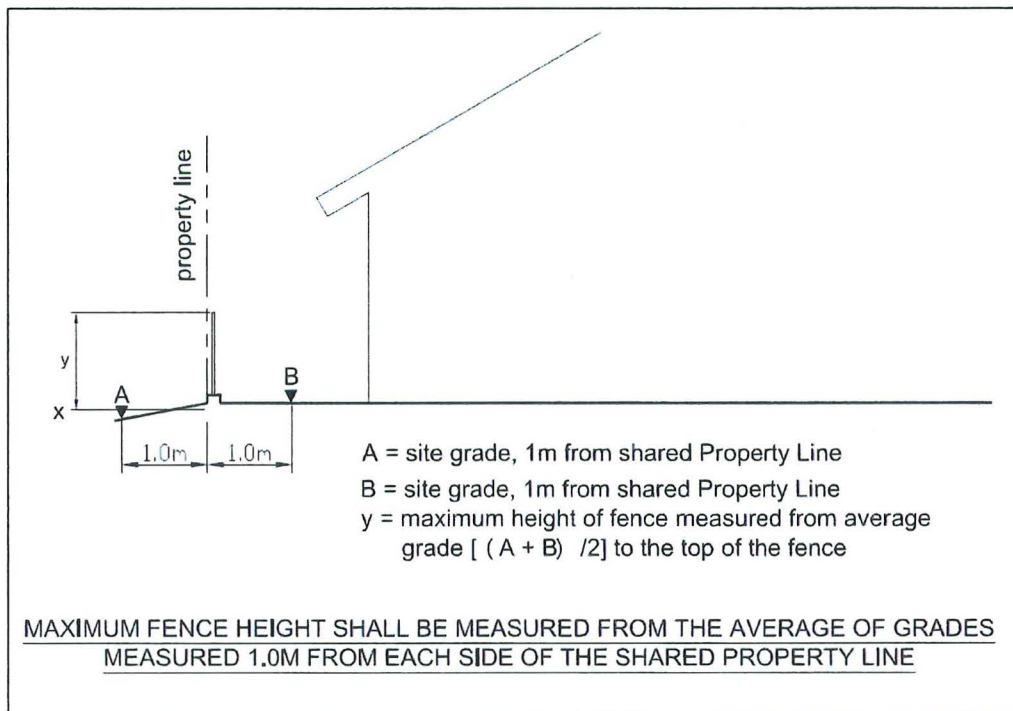 property line
y
A
B
x
1.0m
1.0m
A = site grade, 1m from shared Property Line
B = site grade, 1m from shared Property Line
y = maximum height of fence measured from average
grade [ ( A + B) /2] to the top of the fence
MAXIMUM FENCE HEIGHT SHALL BE MEASURED FROM THE AVERAGE OF GRADES
MEASURED 1.0M FROM EACH SIDE OF THE SHARED PROPERTY LINE